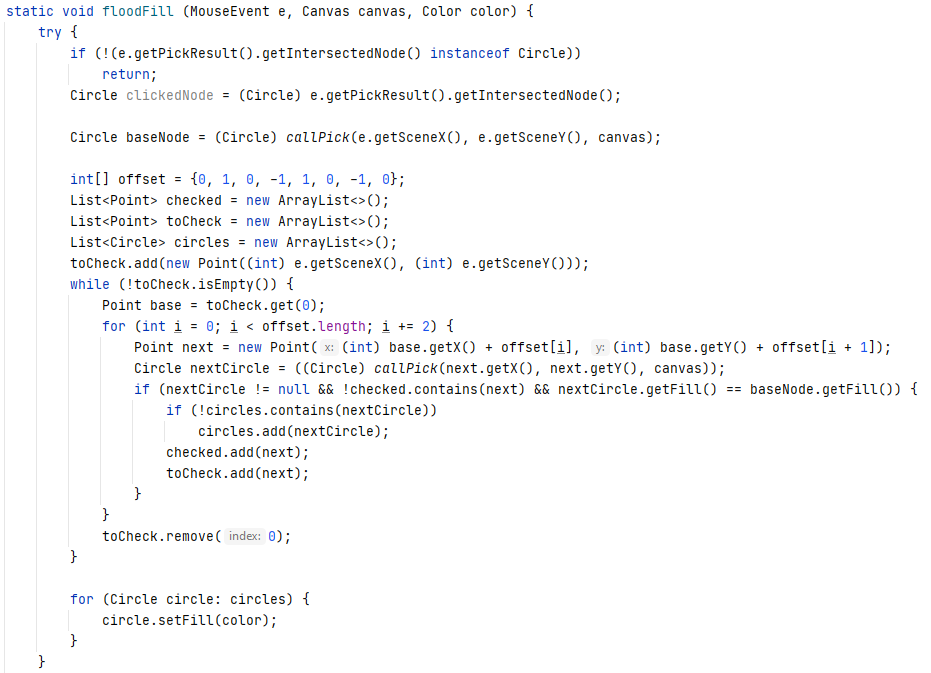 static void floodFill (MouseEvent e, Canvas canvas, Color color) {
try {
if (!(e.getPickResult().getIntersectedNode() instanceof Circle))
return;
Circle clickedNode = (Circle) e.getPickResult().getIntersectedNode();
Circle baseNode = (Circle) callPick(e.getSceneX(), e.getSceneY(), canvas);
int[] offset = {0, 1, 0, -1, 1, 0, -1, 0};
List<Point> checked = new ArrayList<>();
List<Point> toCheck = new ArrayList<>();
List<Circle> circles = new ArrayList<>();
toCheck.add(new Point((int) e.getSceneX(), (int) e.getSceneY()));
while (!toCheck.isEmpty()) {
Point base = toCheck.get(0);
for (int i = 0; i < offset.length; i += 2) {
Point next = new Point( x: (int) base.getX() + offset[i], y: (int) base.getY() + offset[i + 1]);
Circle nextCircle = ((Circle) callPick(next.getX(), next.getY(), canvas));
if (nextCircle != null && !checked.contains(next) && nextCircle.getFill() == baseNode.getFill()) {
if (!circles.contains(nextCircle))
circles.add(nextCircle);
checked.add(next);
toCheck.add(next);
}
}
toCheck.remove( index: 0);
}
for (Circle circle: circles) {
circle.setFill(color);
}
}